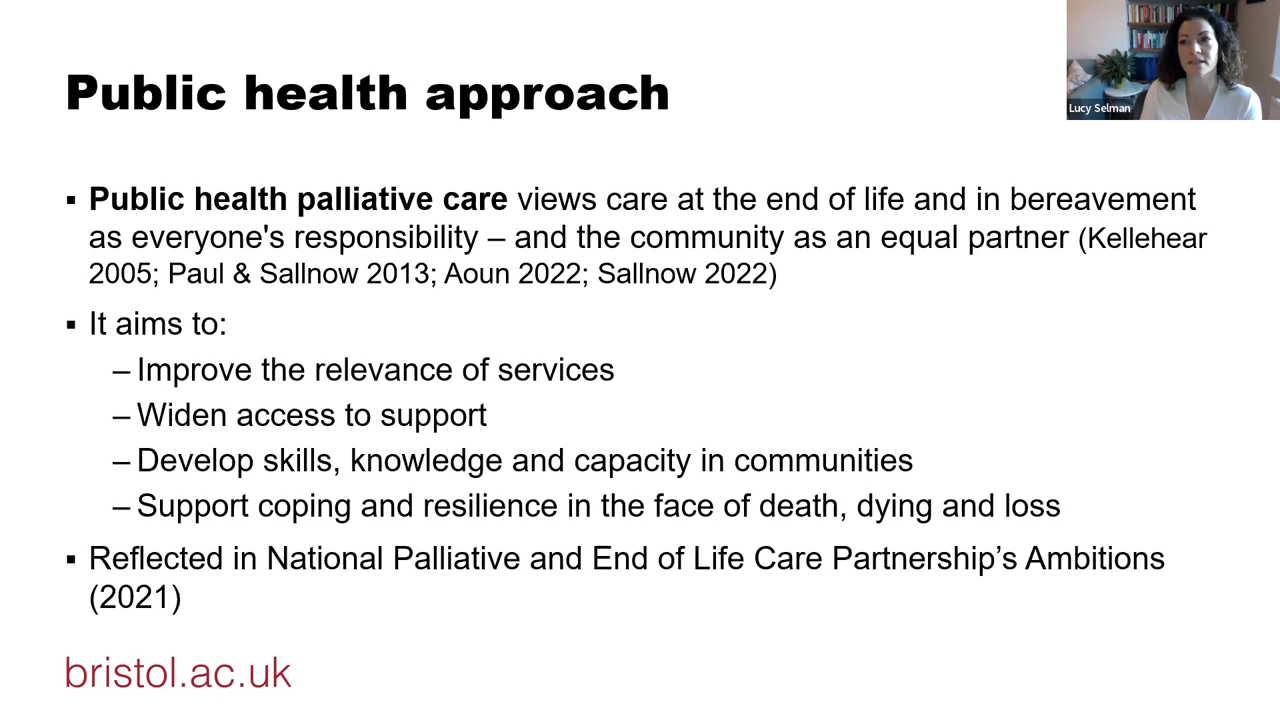 Public health approach
Lucy Selman
▪ Public health palliative care views care at the end of life and in bereavement
as everyone's responsibility – and the community as an equal partner (Kellehear
2005; Paul & Sallnow 2013; Aoun 2022; Sallnow 2022)
▪ It aims to:
– Improve the relevance of services
– Widen access to support
– Develop skills, knowledge and capacity in communities
– Support coping and resilience in the face of death, dying and loss
▪ Reflected in National Palliative and End of Life Care Partnership’s Ambitions
(2021)
bristol.ac.uk